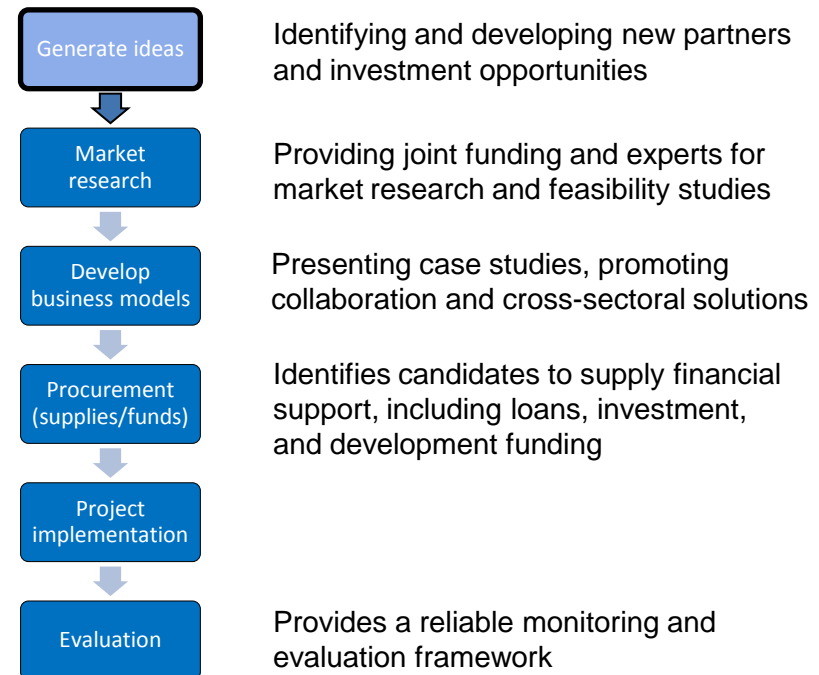 Generate ideas
Identifying and developing new partners
and investment opportunities
Market
research
Providing joint funding and experts for
market research and feasibility studies
Develop
business models
Presenting case studies, promoting
collaboration and cross-sectoral solutions
Procurement
(supplies/funds)
Identifies candidates to supply financial
support, including loans, investment,
and development funding
Project
implementation
Evaluation
Provides a reliable monitoring and
evaluation framework